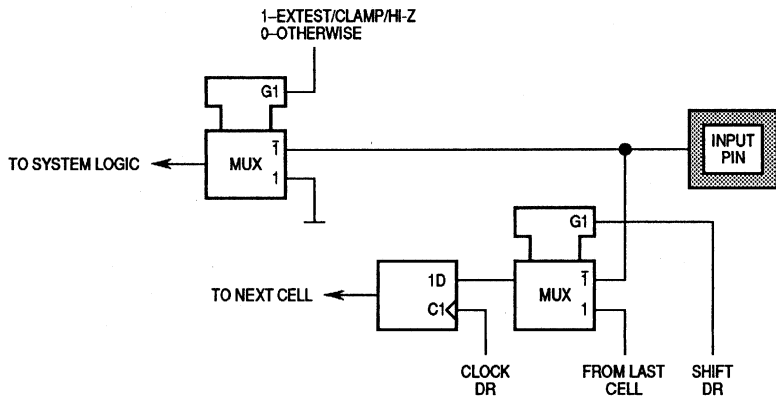 1–EXTEST/CLAMP/HI-Z
0–OTHERWISE
G1
TO SYSTEM LOGIC
MUX
1̅
1
INPUT
PIN
G1
TO NEXT CELL
1D
C1
MUX
1̅
1
CLOCK
DR
FROM LAST
CELL
SHIFT
DR